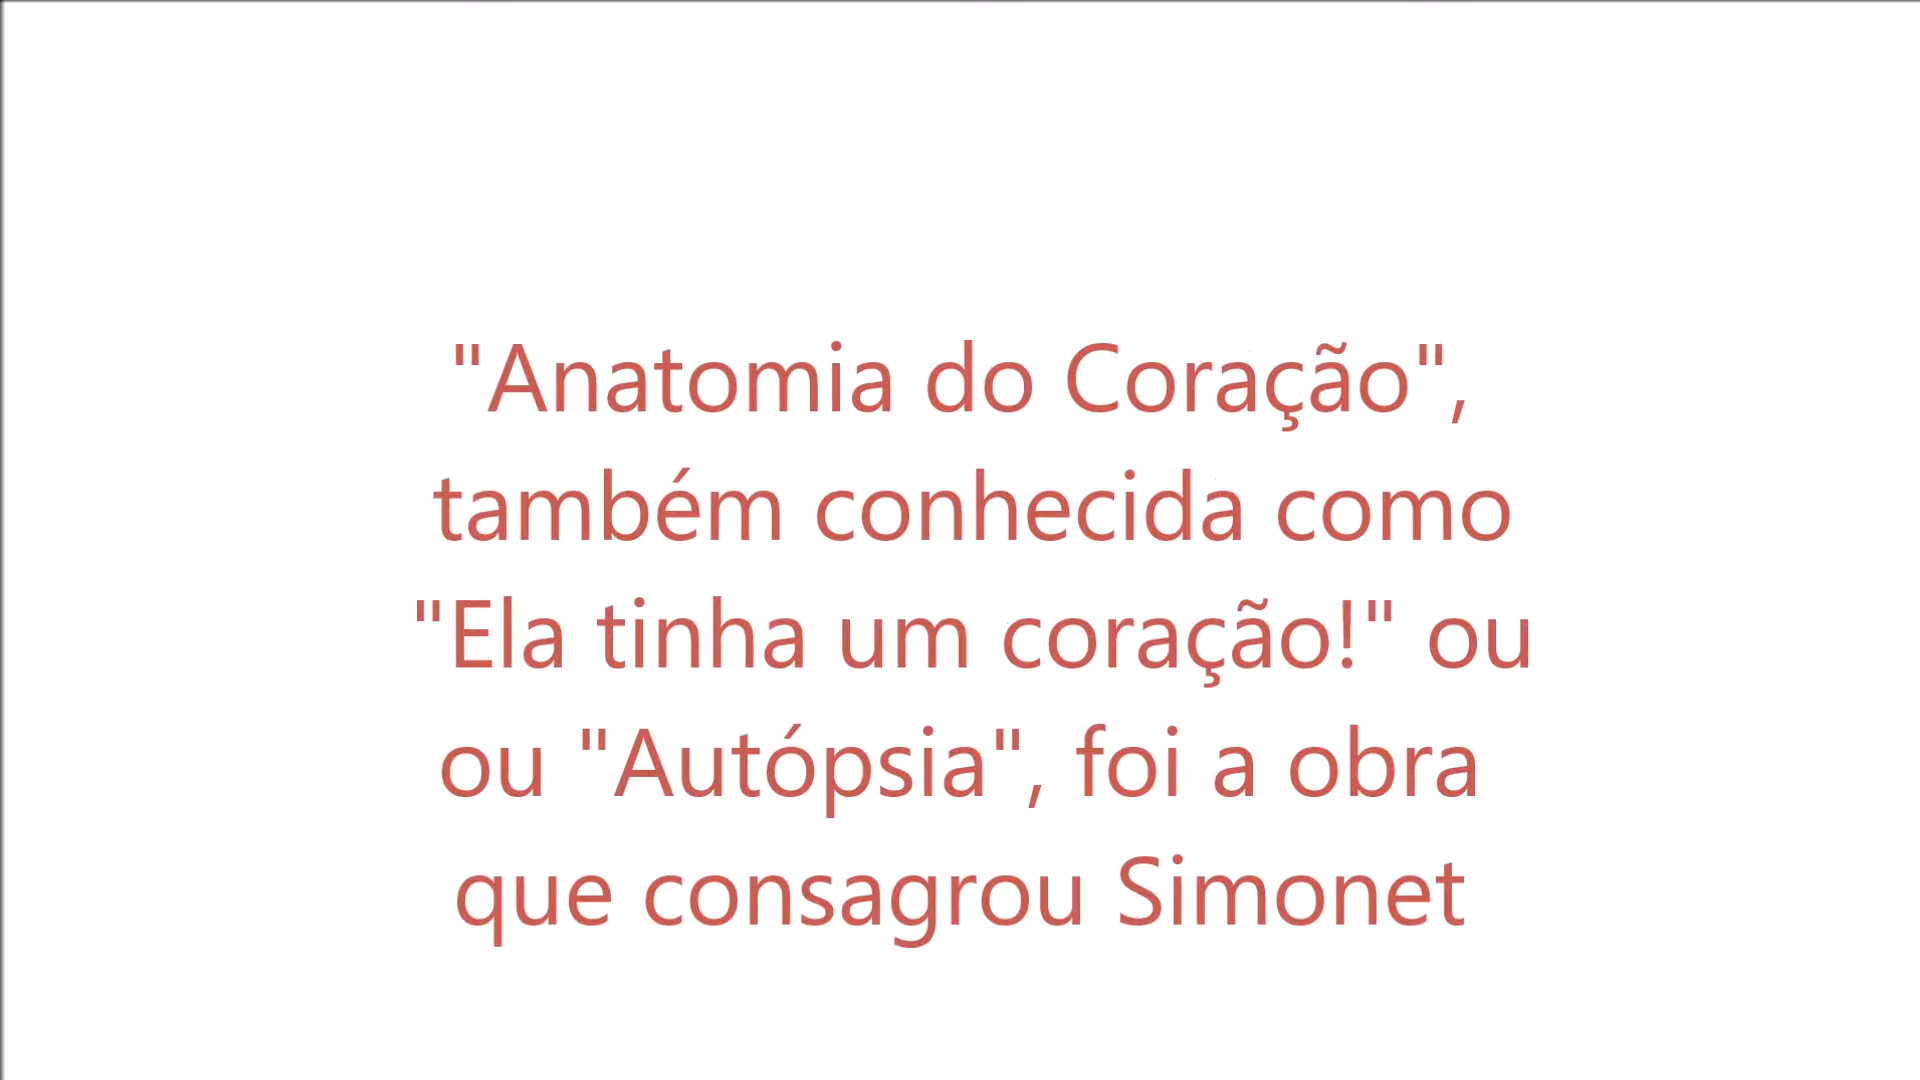 "Anatomia do Coração",
também conhecida como
"Ela tinha um coração!" ou
ou "Autópsia", foi a obra
que consagrou Simonet